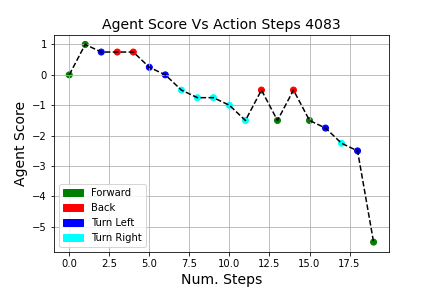 Agent Score Vs Action Steps 4083
Agent Score
1
0
−1
−2
−3
−4
−5
Forward
Back
Turn Left
Turn Right
0.0 2.5 5.0 7.5 10.0 12.5 15.0 17.5
Num. Steps